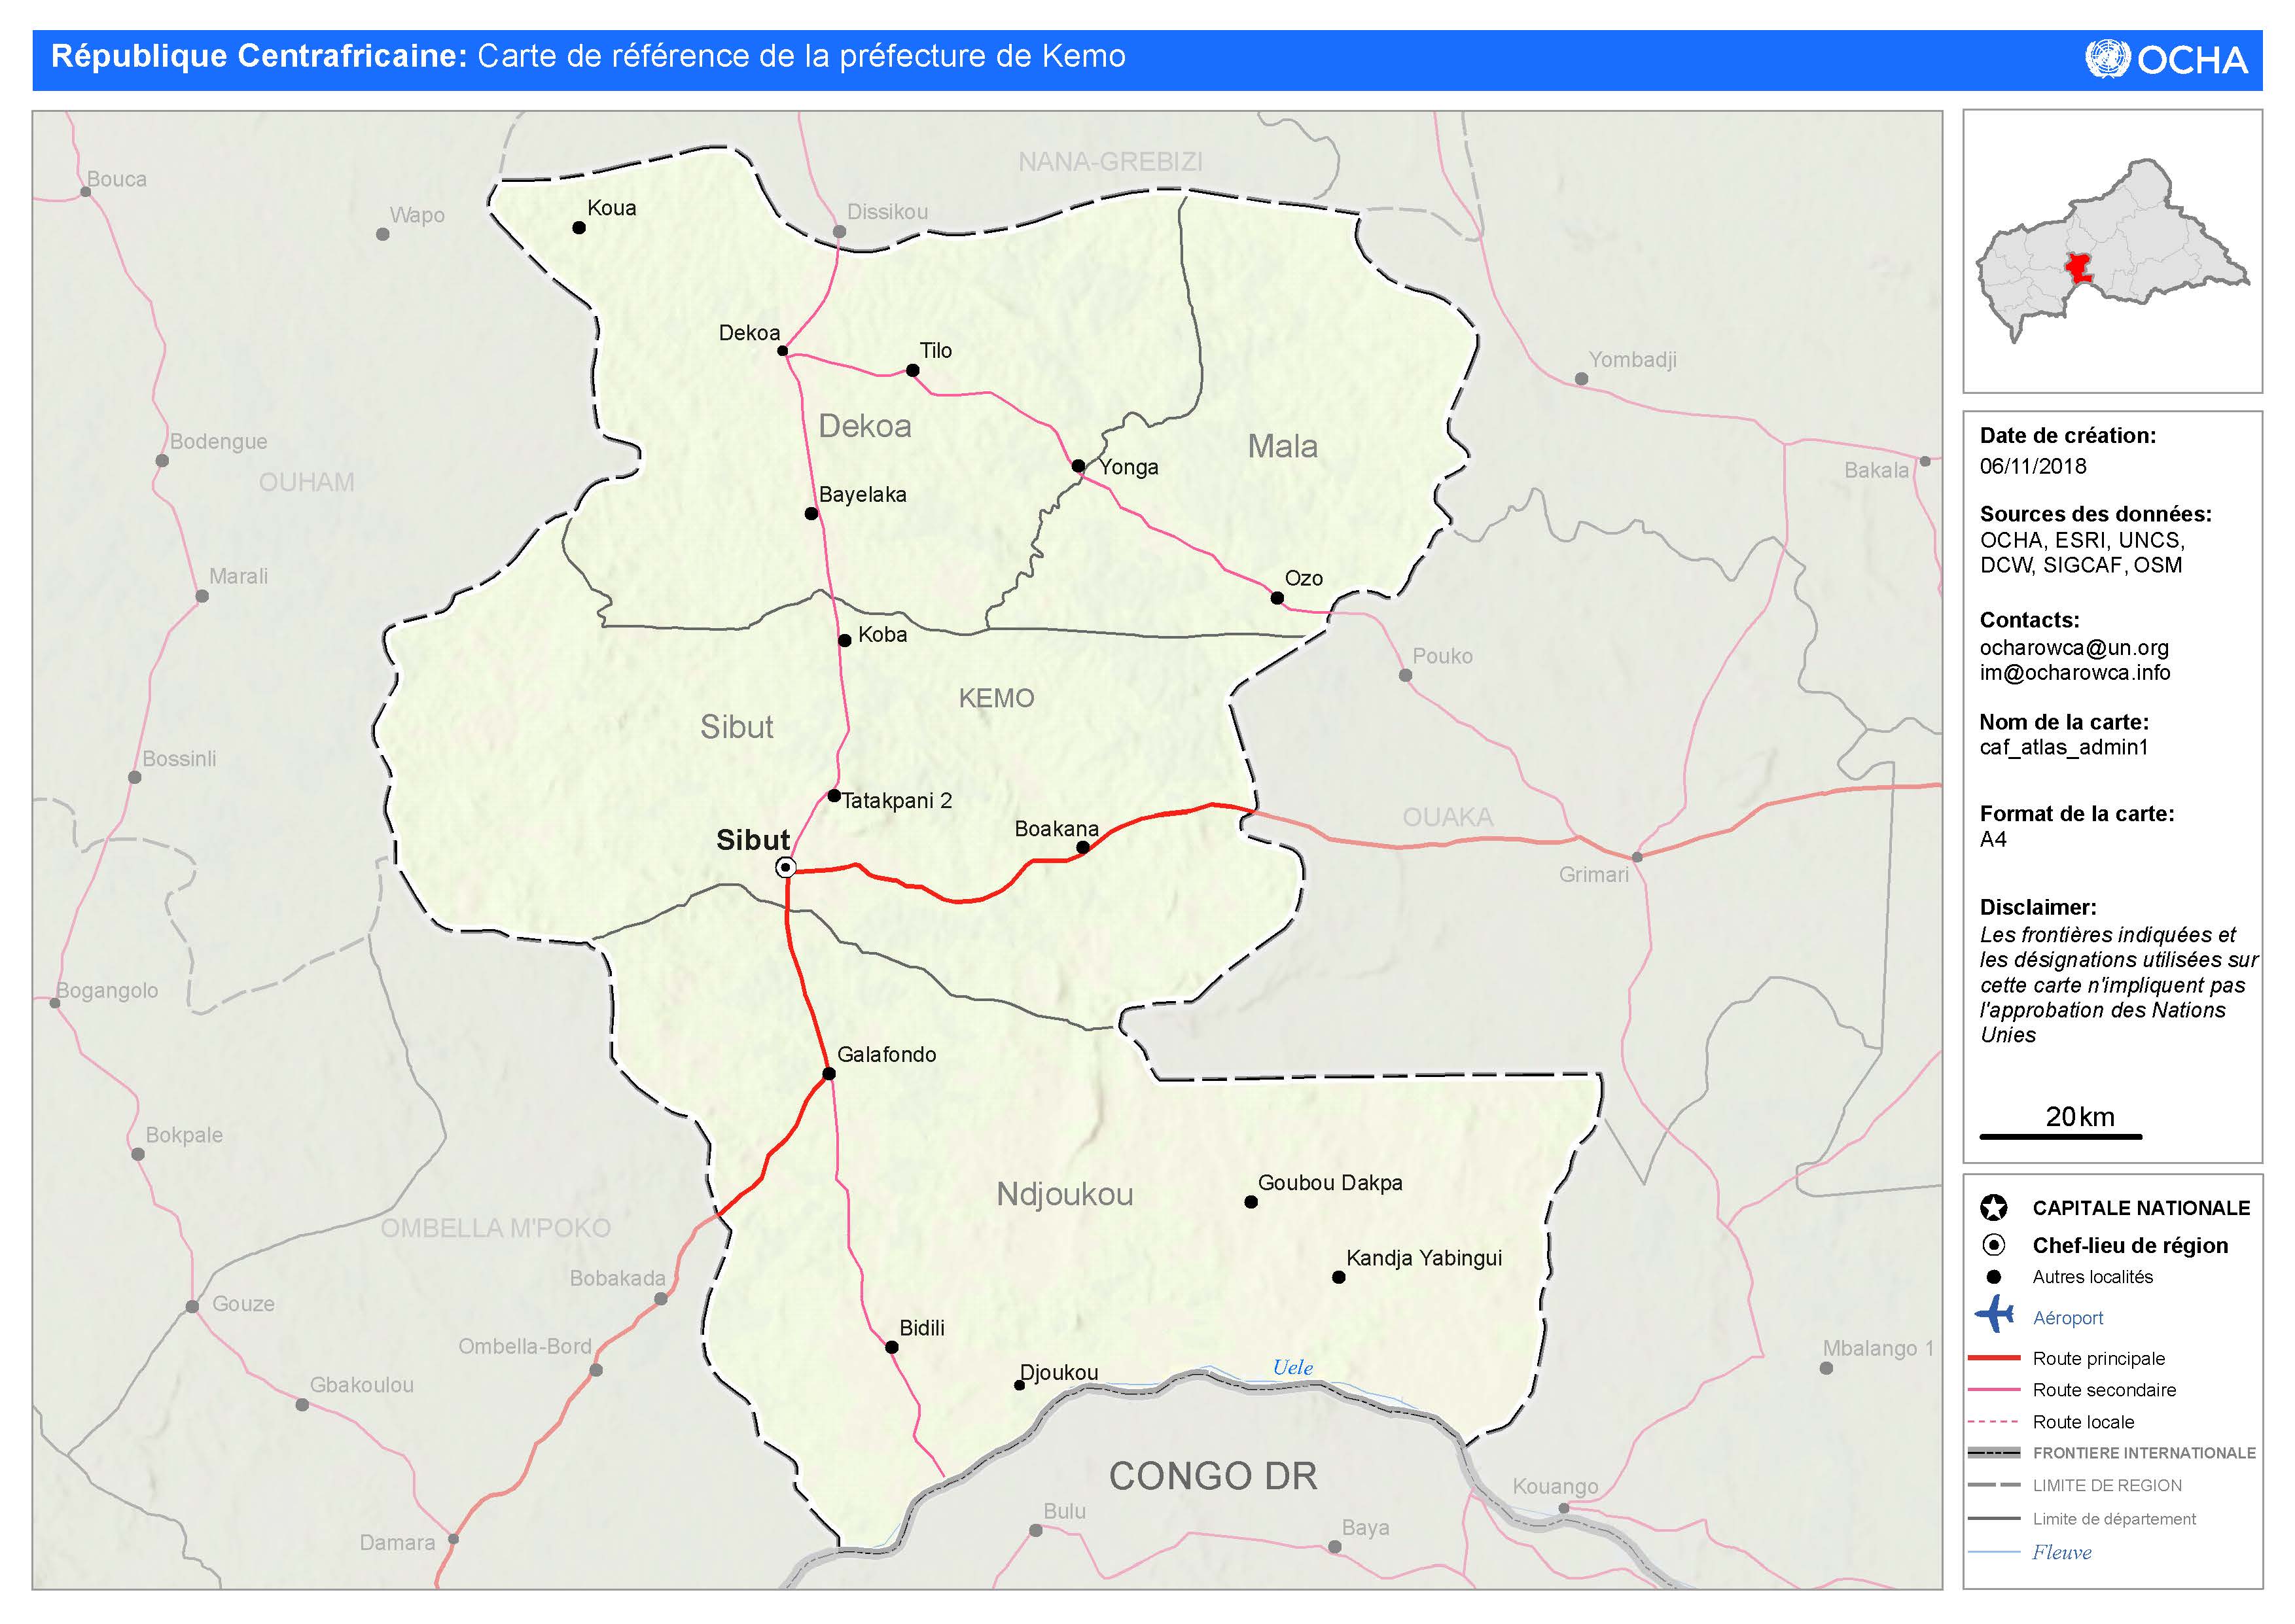 République Centrafricaine: Carte de référence de la préfecture de Kemo
OCHA
NANA-GREBIZI
Bouca
Wapo
Koua
Dissikou
Dekoa
Tilo
Yombadji
Dekoa
Mala
Bodengue
Yonga
Bakala
OUHAM
Bayelaka
Marali
Ozo
Koba
Pouko
KEMO
Sibut
Bossinli
Tatakpani 2
Boakana
OUAKA
Sibut
Grimari
Bogangolo
Galafondo
Bokpale
Goubou Dakpa
Ndjoukou
OMBELLA M'POKO
Kandja Yabingui
Bobakada
Gouze
Bidili
Ombella-Bord
Mbalango 1
Uele
Djoukou
Gbakoulou
CONGO DR
Kouango
Bulu
Baya
Damara
Date de création:
06/11/2018
Sources des données:
OCHA, ESRI, UNCS,
DCW, SIGCAF, OSM
Contacts:
ocharowca@un.org
im@ocharowca.info
Nom de la carte:
caf_atlas_admin1
Format de la carte:
A4
Disclaimer:
Les frontières indiquées et
les désignations utilisées sur
cette carte n'impliquent pas
l'approbation des Nations
Unies
20 km
CAPITALE NATIONALE
Chef-lieu de région
Autres localités
Aéroport
Route principale
Route secondaire
Route locale
FRONTIERE INTERNATIONALE
LIMITE DE REGION
Limite de département
Fleuve